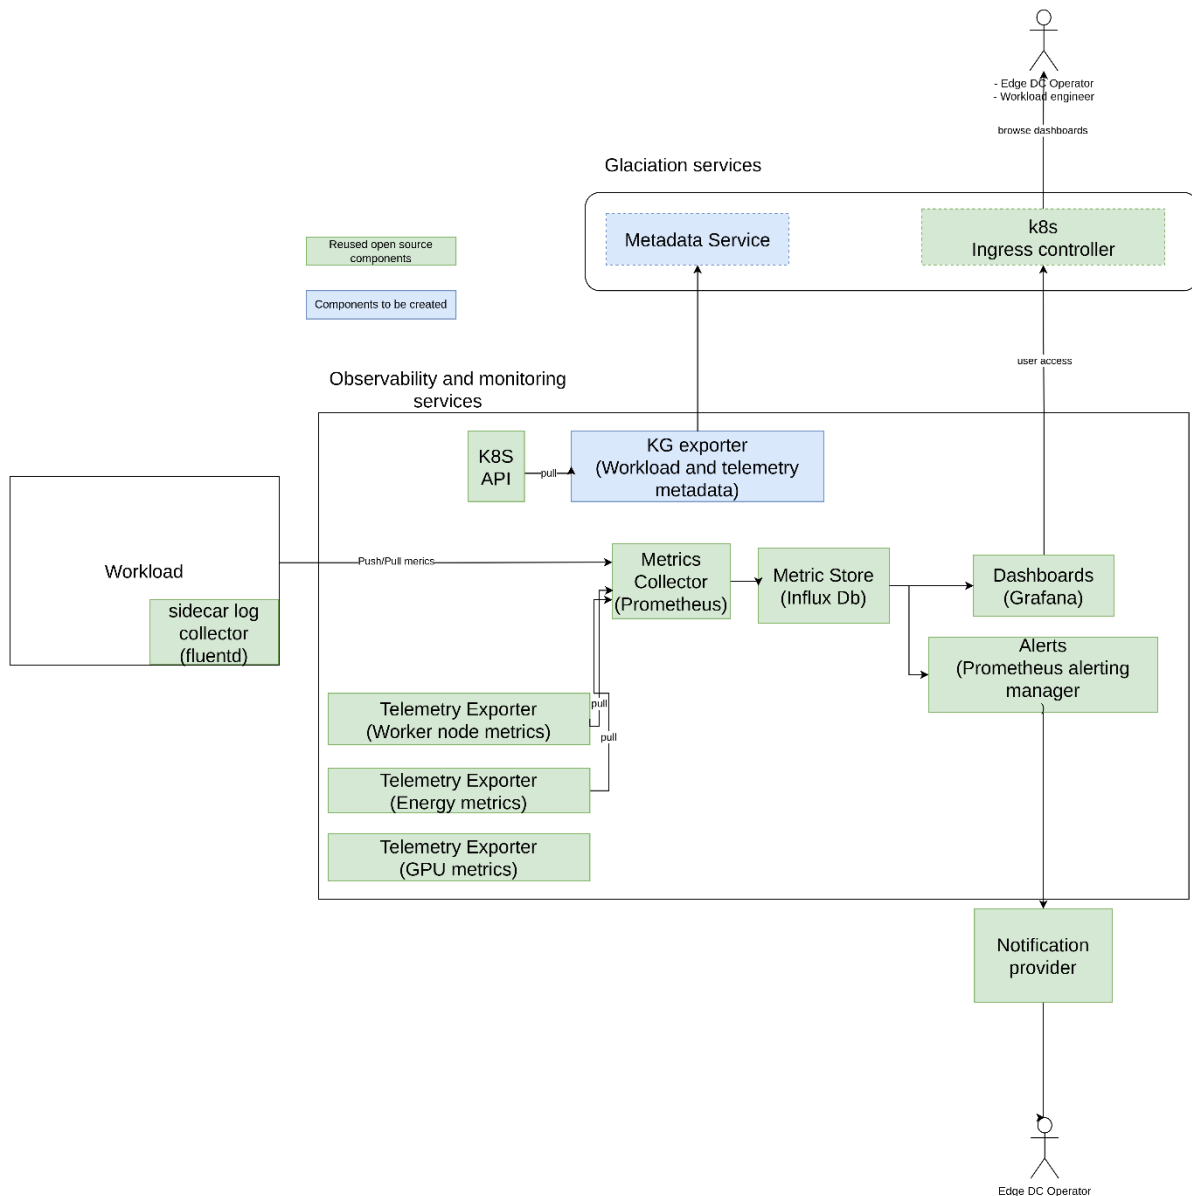 - Edge DC Operator
- Workload engineer
browse dashboards
Glaciation services
Metadata Service
k8s
Ingress controller
Reused open source
components
Components to be created
user access
Observability and monitoring
services
K8S
API
pull
KG exporter
(Workload and telemetry
metadata)
Workload
sidecar log
collector
(fluentd)
Push/Pull merics
Metrics
Collector
(Prometheus)
Metric Store
(Influx Db)
Dashboards
(Grafana)
Alerts
(Prometheus alerting
manager
)
Telemetry Exporter
(Worker node metrics)
pull
pull
Telemetry Exporter
(Energy metrics)
Telemetry Exporter
(GPU metrics)
Notification
provider
Edge DC Operator